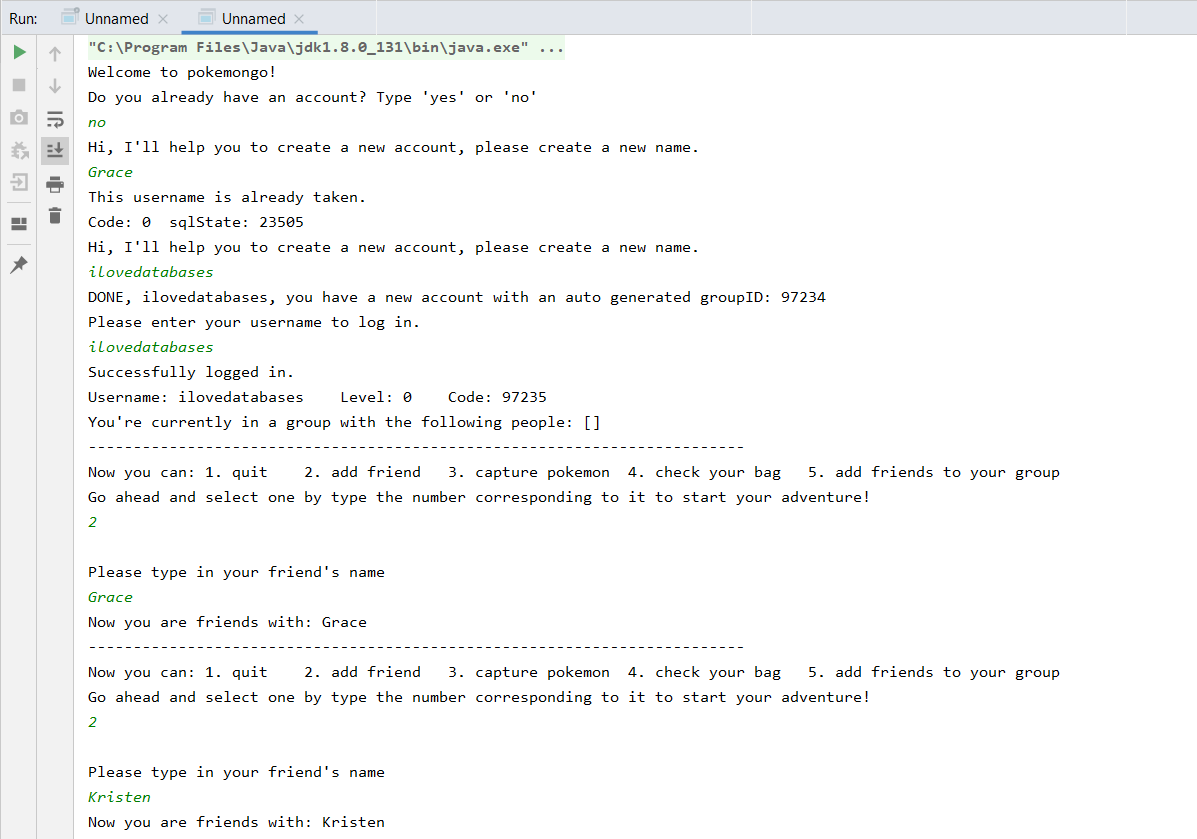 Run: Unnamed Unnamed
"C:\Program Files\Java\jdk1.8.0_131\bin\java.exe" ...
Welcome to pokemongo!
Do you already have an account? Type 'yes' or 'no'
no
Hi, I'll help you to create a new account, please create a new name.
Grace
This username is already taken.
Code: 0  sqlState: 23505
Hi, I'll help you to create a new account, please create a new name.
ilovedatabases
DONE, ilovedatabases, you have a new account with an auto generated groupID: 97234
Please enter your username to log in.
ilovedatabases
Successfully logged in.
Username: ilovedatabases    Level: 0    Code: 97235
You're currently in a group with the following people: []
-------------------------------------------------------------------------
Now you can: 1. quit    2. add friend   3. capture pokemon  4. check your bag   5. add friends to your group
Go ahead and select one by type the number corresponding to it to start your adventure!
2
Please type in your friend's name
Grace
Now you are friends with: Grace
-------------------------------------------------------------------------
Now you can: 1. quit    2. add friend   3. capture pokemon  4. check your bag   5. add friends to your group
Go ahead and select one by type the number corresponding to it to start your adventure!
2
Please type in your friend's name
Kristen
Now you are friends with: Kristen